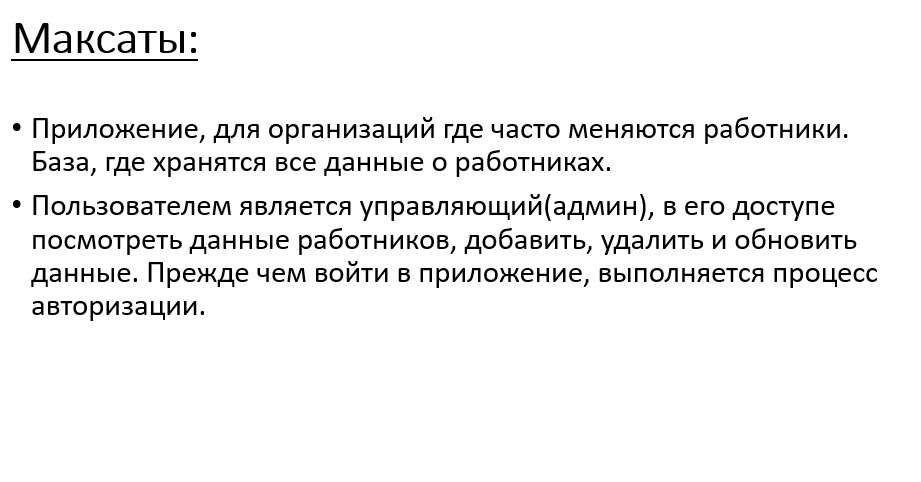 Максаты:
• Приложение, для организаций где часто меняются работники.
База, где хранятся все данные о работниках.
• Пользователем является управляющий(админ), в его доступе
посмотреть данные работников, добавить, удалить и обновить
данные. Прежде чем войти в приложение, выполняется процесс
авторизации.